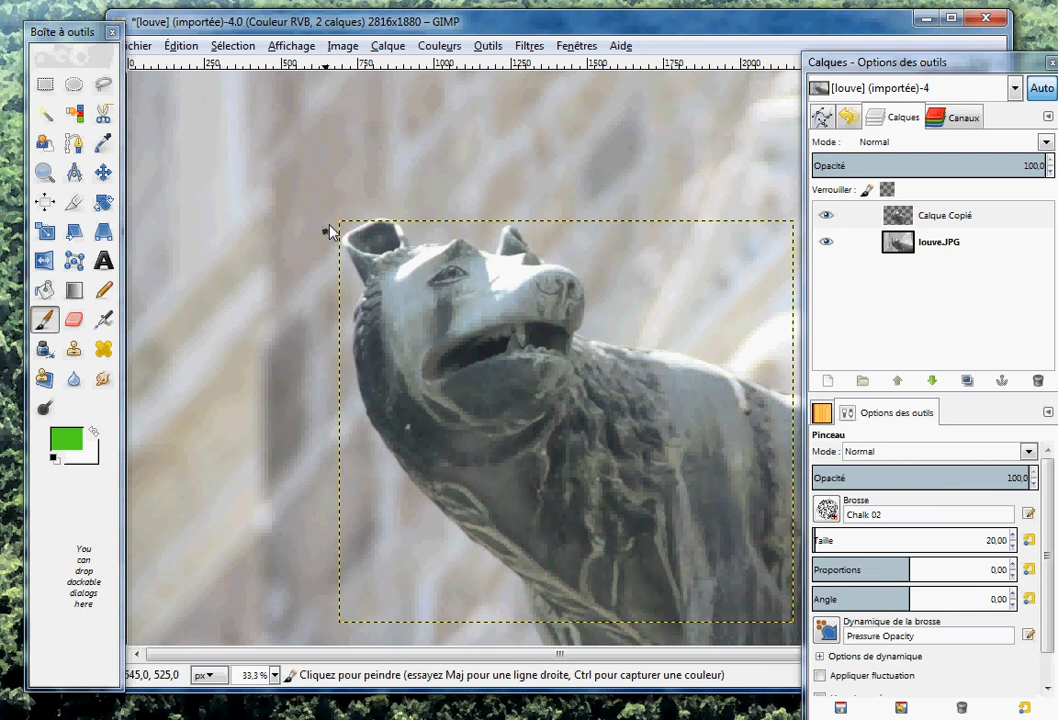 *[louve] (importée)-4.0 (Couleur RVB, 2 calques) 2816x1880 – GIMP
Boîte à outils
chier Édition Sélection Affichage Image Calque Couleurs Outils Filtres Fenêtres Aide
0 250 500 750 1000 1250 1500 1750 2000
Calques - Options des outils
[louve] (importée)-4 Auto
Calques Canaux
Mode : Normal
Opacité 100,0
Verrouiller :
Calque Copié
louve.JPG
Options des outils
Pinceau
Mode : Normal
Opacité 100,0
Brosse
Chalk 02
Taille 20,00
Proportions 0,00
Angle 0,00
Dynamique de la brosse
Pressure Opacity
Options de dynamique
Appliquer fluctuation
You
can
drop
dockable
dialogs
here
645,0, 525,0 px 33,3 % Cliquez pour peindre (essayez Maj pour une ligne droite, Ctrl pour capturer une couleur)